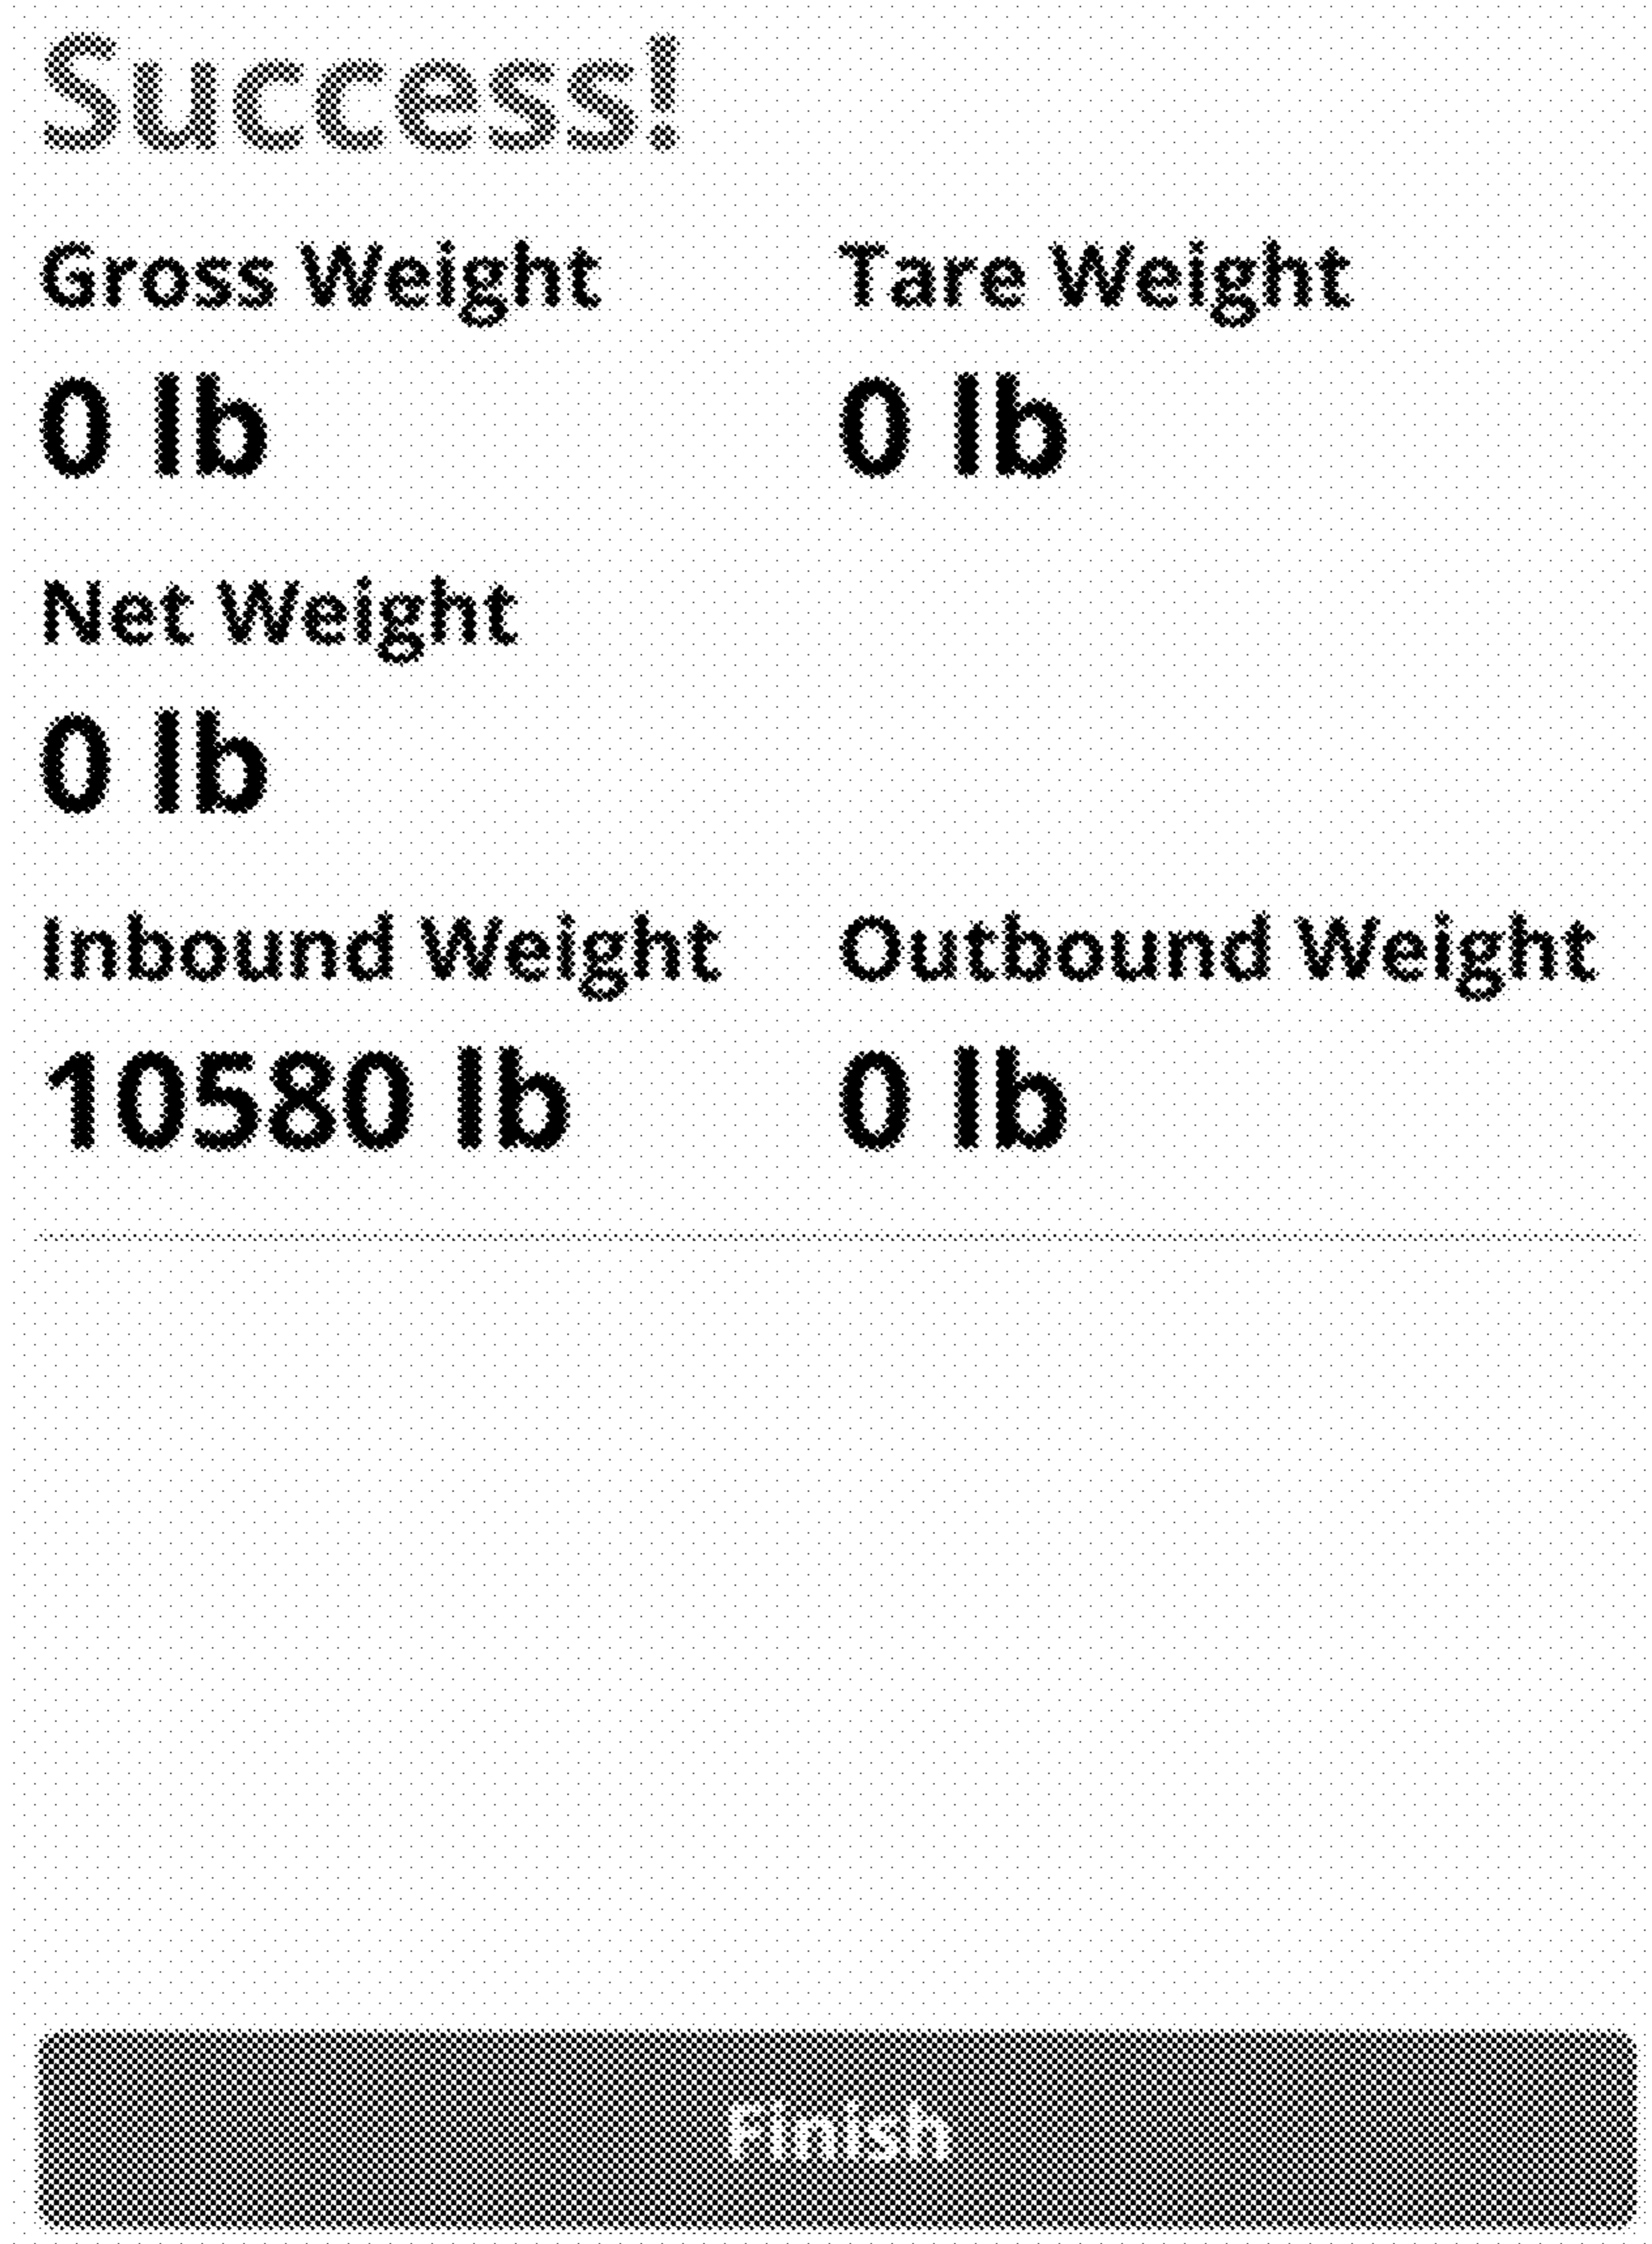 Success!
Gross Weight Tare Weight
0 lb 0 lb
Net Weight
0 lb
Inbound Weight Outbound Weight
10580 lb 0 lb
Finish